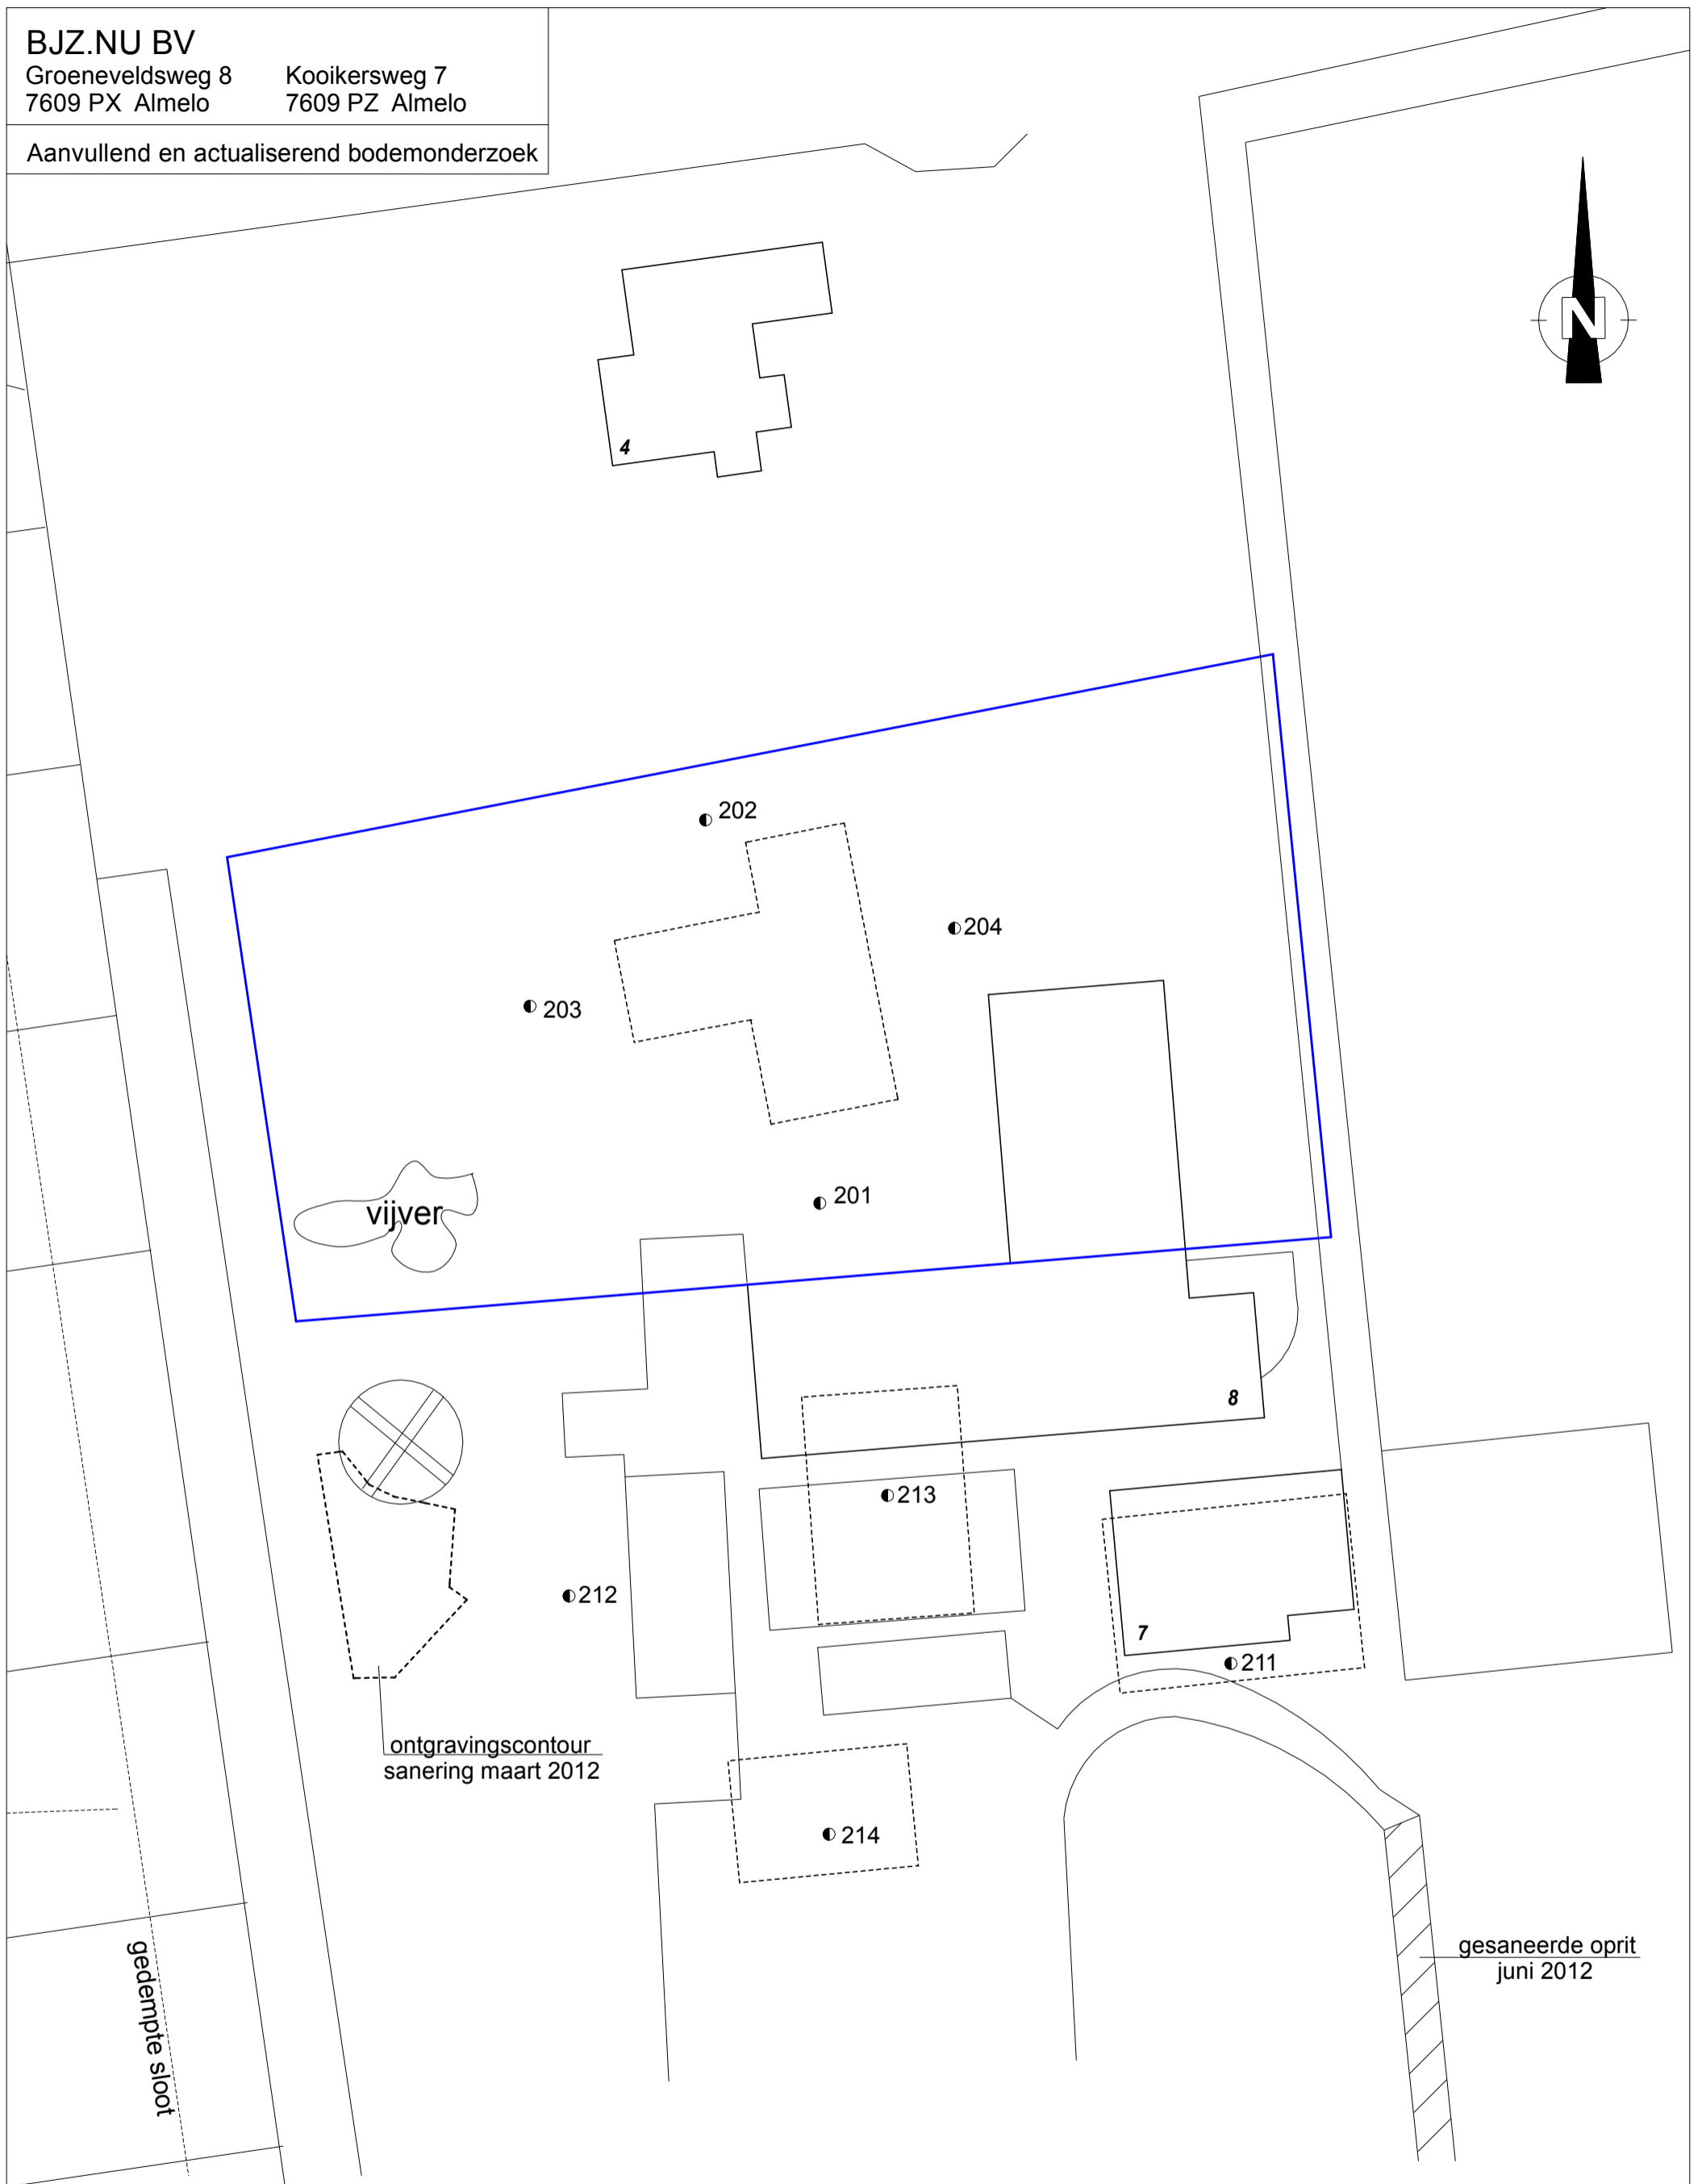 BJZ.NU BV
Groeneveldsweg 8 Kooikersweg 7
7609 PX Almelo 7609 PZ Almelo
Aanvullend en actualiserend bodemonderzoek
N
4
202
204
203
201
vijver
8
213
212
7
211
ontgravingscontour
sanering maart 2012
214
gesaneerde oprit
juni 2012
gedempte sloot